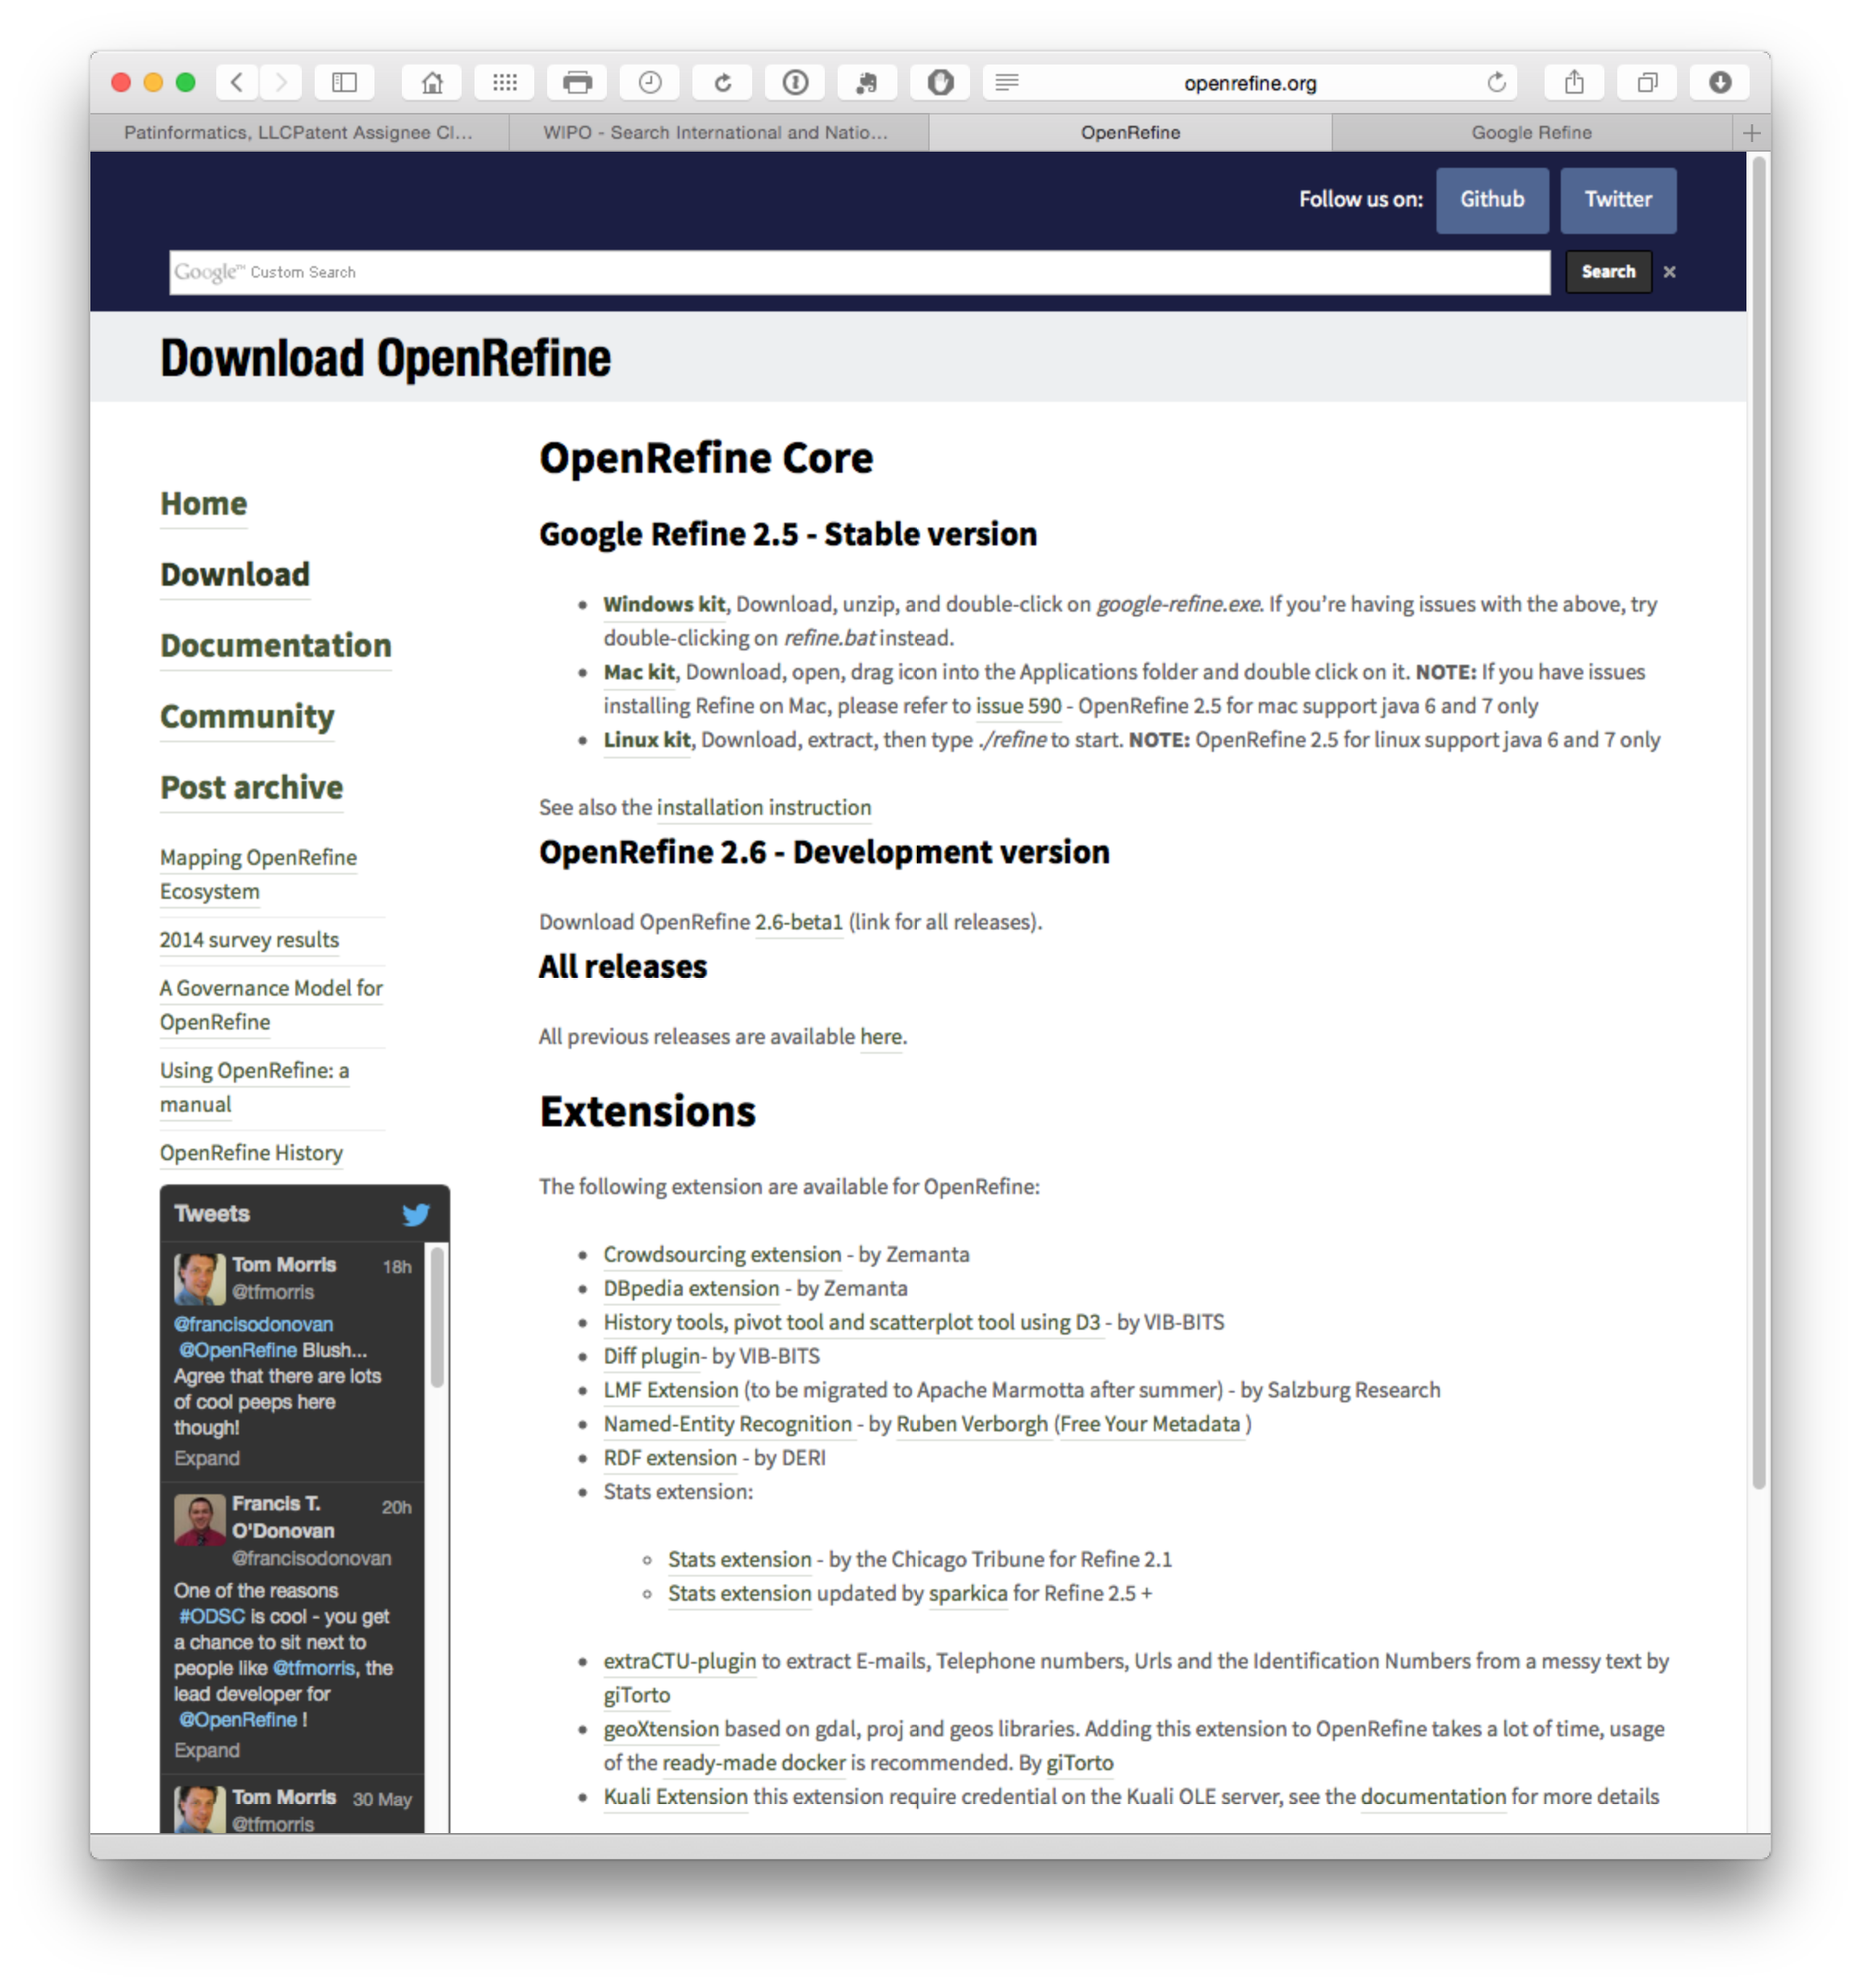 openrefine.org
Patinformatics, LLCPatent Assignee Cl...
WIPO - Search International and Natio...
OpenRefine
Google Refine
Follow us on:
Github
Twitter
Google™ Custom Search
Search
×
Download OpenRefine
Home
Download
Documentation
Community
Post archive
Mapping OpenRefine
Ecosystem
2014 survey results
A Governance Model for
OpenRefine
Using OpenRefine: a
manual
OpenRefine History
Tweets
Tom Morris 18h
@tfmorris
@francisodonovan
@OpenRefine Blush...
Agree that there are lots
of cool peeps here
though!
Expand
Francis T. 20h
O'Donovan
@francisodonovan
One of the reasons
#ODSC is cool - you get
a chance to sit next to
people like @tfmorris, the
lead developer for
@OpenRefine !
Expand
Tom Morris 30 May
@tfmorris
OpenRefine Core
Google Refine 2.5 - Stable version
• Windows kit, Download, unzip, and double-click on google-refine.exe. If you're having issues with the above, try
double-clicking on refine.bat instead.
• Mac kit, Download, open, drag icon into the Applications folder and double click on it. NOTE: If you have issues
installing Refine on Mac, please refer to issue 590 - OpenRefine 2.5 for mac support java 6 and 7 only
• Linux kit, Download, extract, then type ./refine to start. NOTE: OpenRefine 2.5 for linux support java 6 and 7 only
See also the installation instruction
OpenRefine 2.6 - Development version
Download OpenRefine 2.6-beta1 (link for all releases).
All releases
All previous releases are available here.
Extensions
The following extension are available for OpenRefine:
• Crowdsourcing extension - by Zemanta
• DBpedia extension - by Zemanta
• History tools, pivot tool and scatterplot tool using D3 - by VIB-BITS
• Diff plugin- by VIB-BITS
• LMF Extension (to be migrated to Apache Marmotta after summer) - by Salzburg Research
• Named-Entity Recognition - by Ruben Verborgh (Free Your Metadata )
• RDF extension - by DERI
• Stats extension:
◦ Stats extension - by the Chicago Tribune for Refine 2.1
◦ Stats extension updated by sparkica for Refine 2.5 +
• extraCTU-plugin to extract E-mails, Telephone numbers, Urls and the Identification Numbers from a messy text by
giTorto
• geoXtension based on gdal, proj and geos libraries. Adding this extension to OpenRefine takes a lot of time, usage
of the ready-made docker is recommended. By giTorto
• Kuali Extension this extension require credential on the Kuali OLE server, see the documentation for more details